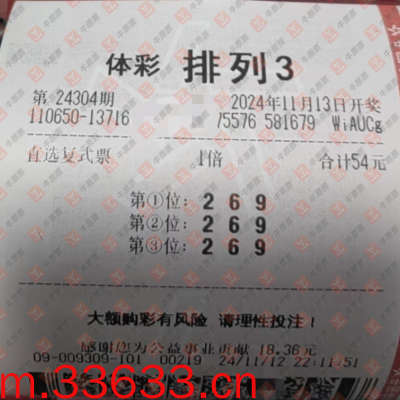 体彩 排列3
第 24304期 2024年11月13日开奖
110650-13716 /5576 581679 WiAUCg
直选复式票 1倍 合计54元
第①位: 2 6 9
第②位: 2 6 9
第③位: 2 6 9
大额购彩有风险 请理性投注!
感谢您为公益事业贡献 18.36元
09-009309-101 00219 24/11/12 22:11:51
m.33633.cn